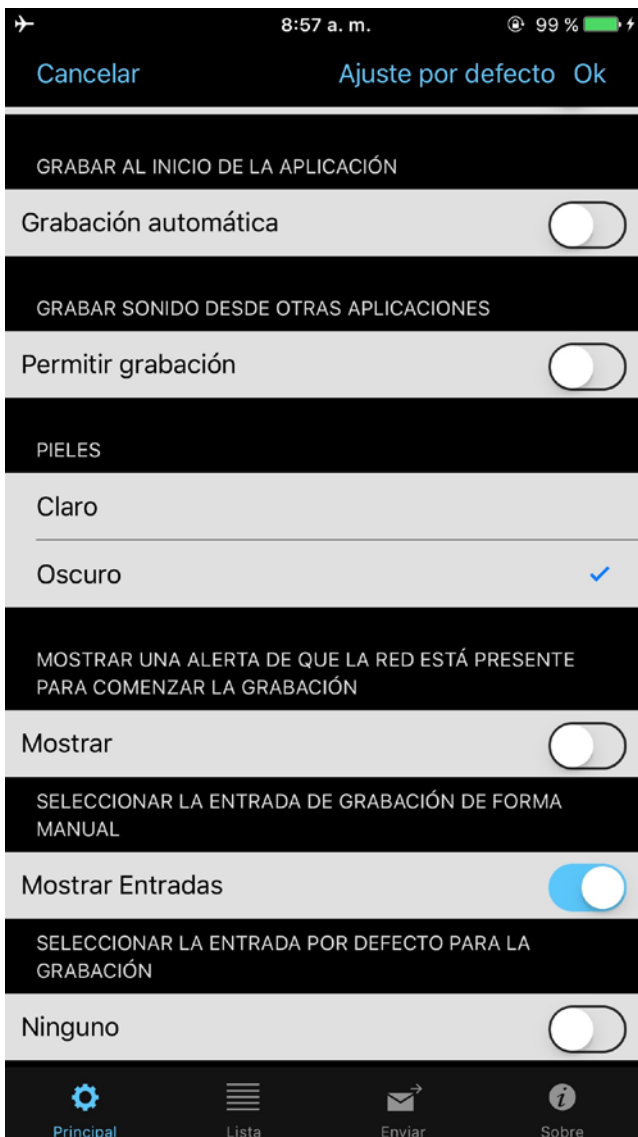 8:57 a. m.
99 %
Cancelar
Ajuste por defecto
Ok
GRABAR AL INICIO DE LA APLICACIÓN
Grabación automática
GRABAR SONIDO DESDE OTRAS APLICACIONES
Permitir grabación
PIELES
Claro
Oscuro
MOSTRAR UNA ALERTA DE QUE LA RED ESTÁ PRESENTE
PARA COMENZAR LA GRABACIÓN
Mostrar
SELECCIONAR LA ENTRADA DE GRABACIÓN DE FORMA
MANUAL
Mostrar Entradas
SELECCIONAR LA ENTRADA POR DEFECTO PARA LA
GRABACIÓN
Ninguno
Principal
Lista
Enviar
Sobre